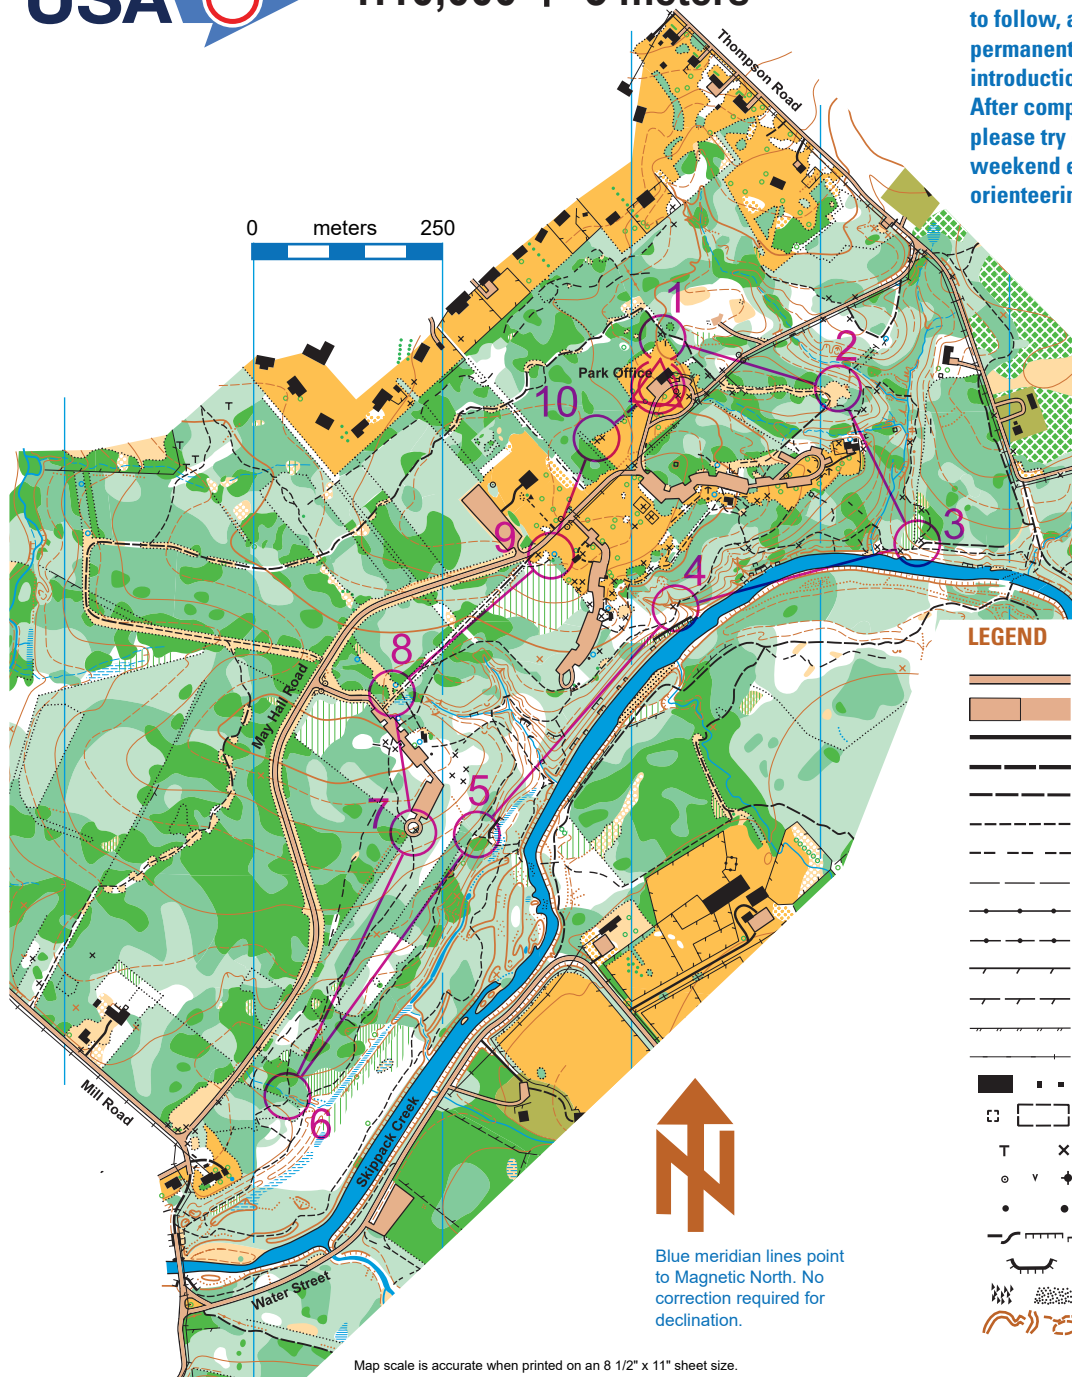 USA
to follow, a
permanent
introductio
After comp
please try
weekend e
orienteerin
Thompson Road
0 meters 250
1
2
Park Office
10
9
3
4
8
May Hall Road
7
5
6
Mill Road
Skippack Creek
Water Street
LEGEND
N
Blue meridian lines point
to Magnetic North. No
correction required for
declination.
Map scale is accurate when printed on an 8 1/2" x 11" sheet size.